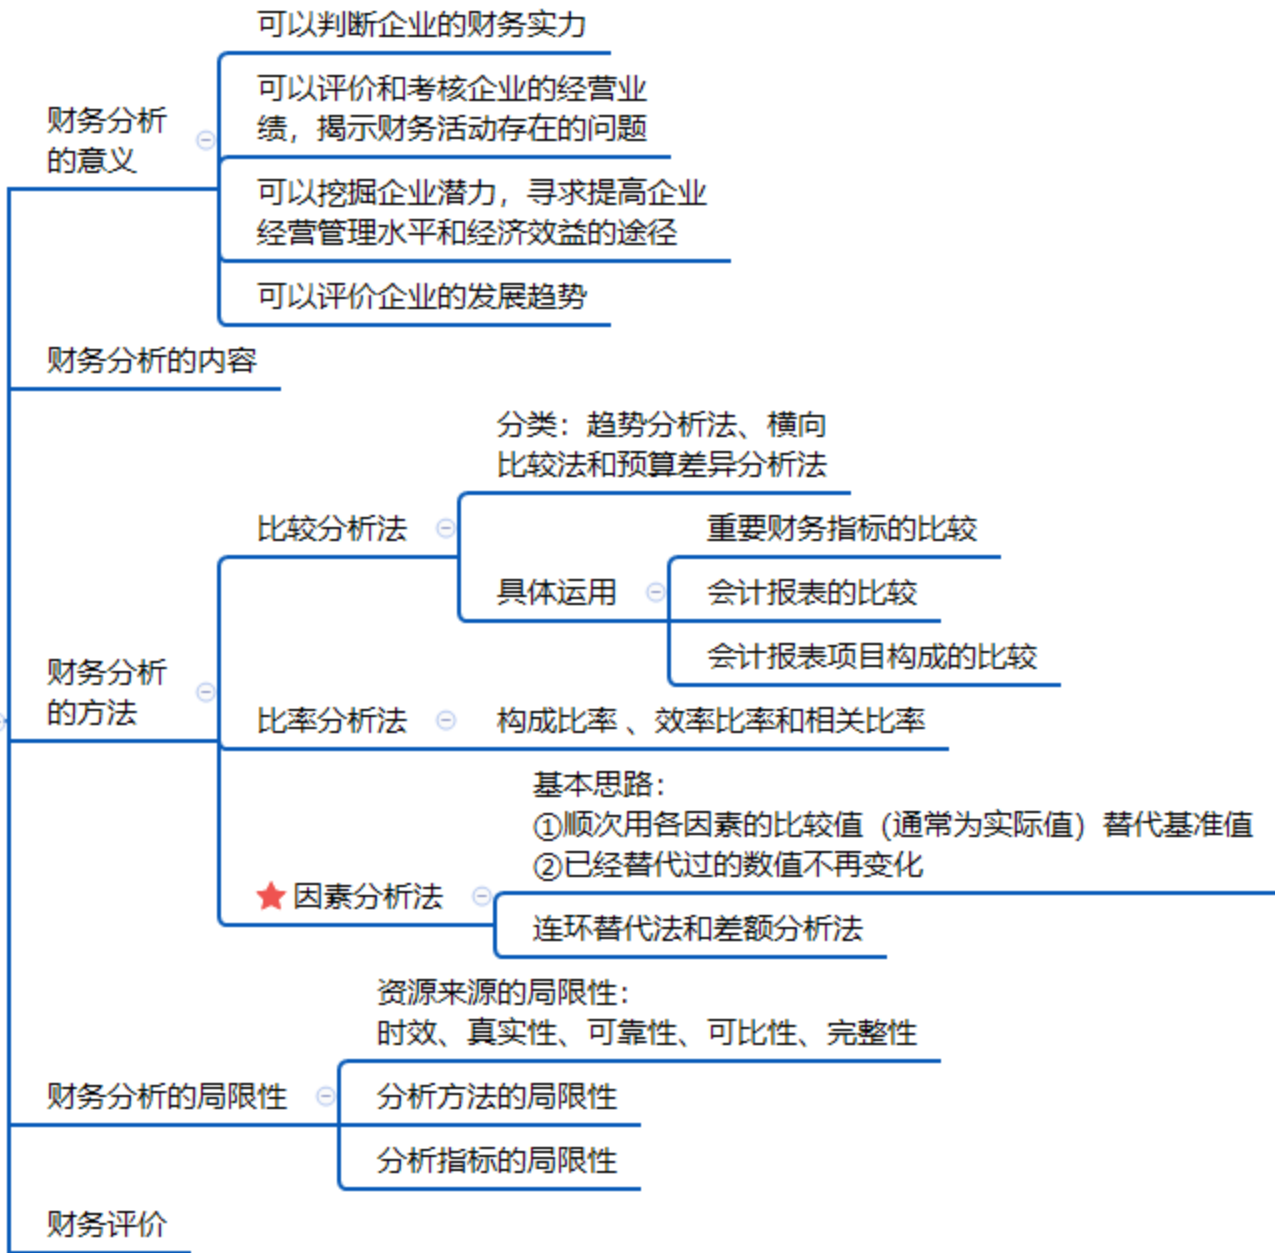 可以判断企业的财务实力
财务分析
的意义
可以评价和考核企业的经营业
绩，揭示财务活动存在的问题
可以挖掘企业潜力，寻求提高企业
经营管理水平和经济效益的途径
可以评价企业的发展趋势
财务分析的内容
财务分析
的方法
比较分析法
分类：趋势分析法、横向
比较法和预算差异分析法
具体运用
重要财务指标的比较
会计报表的比较
会计报表项目构成的比较
比率分析法
构成比率 、效率比率和相关比率
因素分析法
基本思路：
①顺次用各因素的比较值（通常为实际值）替代基准值
②已经替代过的数值不再变化
连环替代法和差额分析法
财务分析的局限性
资源来源的局限性：
时效、真实性、可靠性、可比性、完整性
分析方法的局限性
分析指标的局限性
财务评价